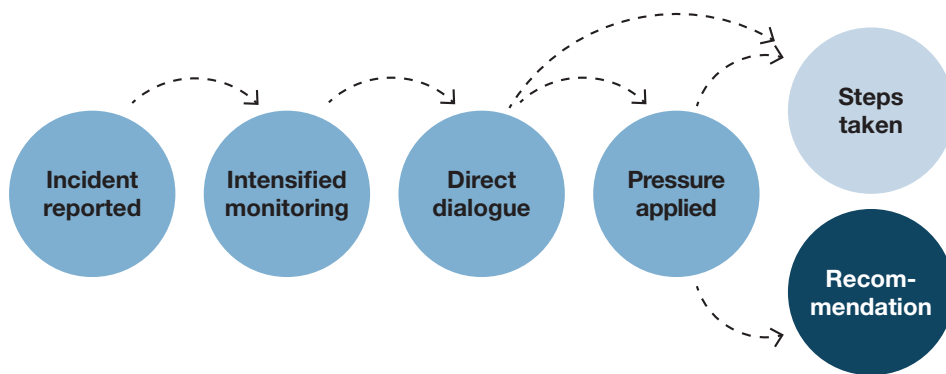 Incident
reported
Intensified
monitoring
Direct
dialogue
Pressure
applied
Steps
taken
Recom-
mendation